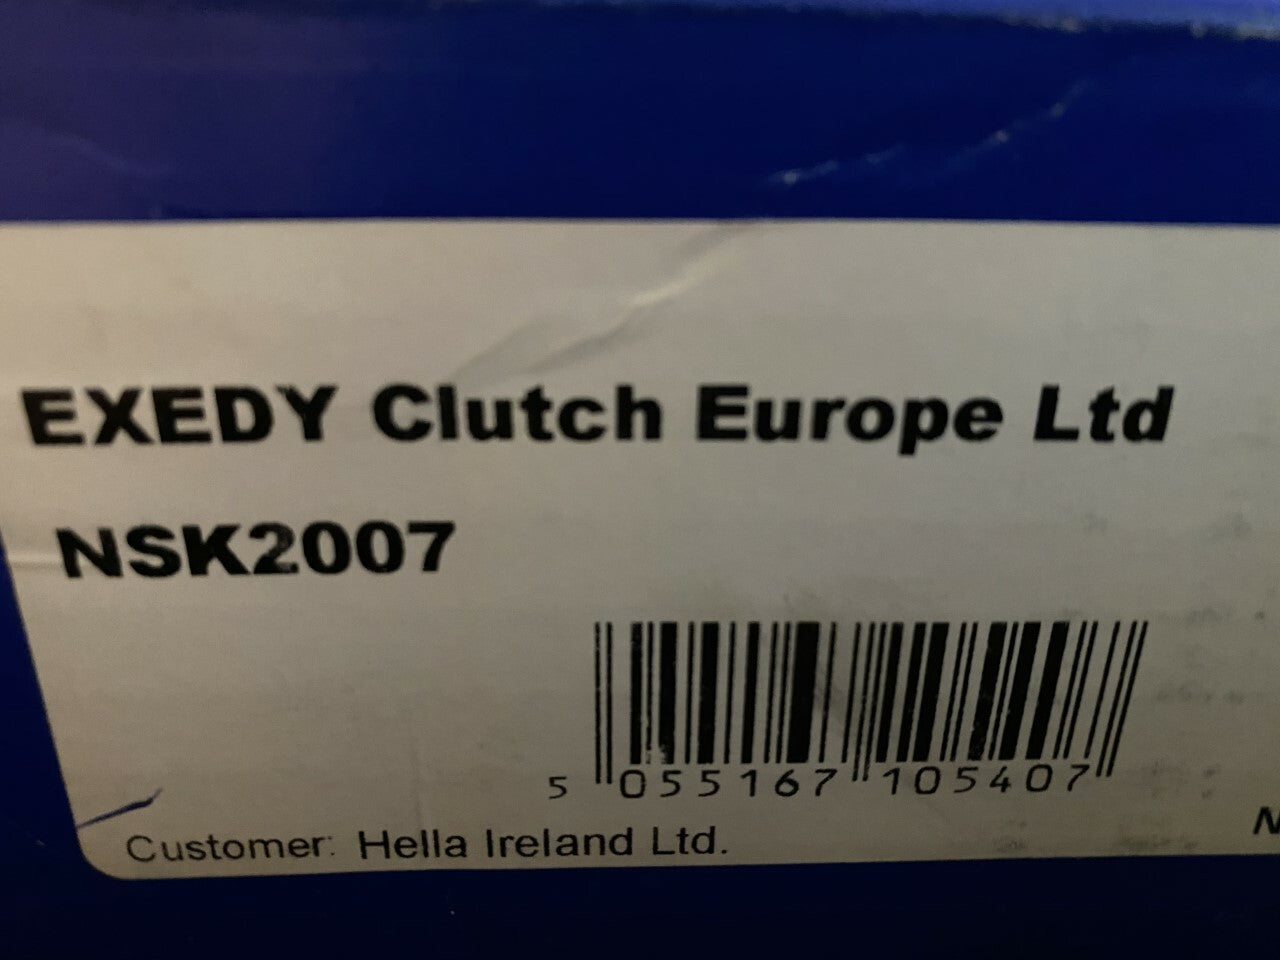 EXEDY Clutch Europe Ltd
NSK2007
5 055167 105407
Customer: Hella Ireland Ltd.